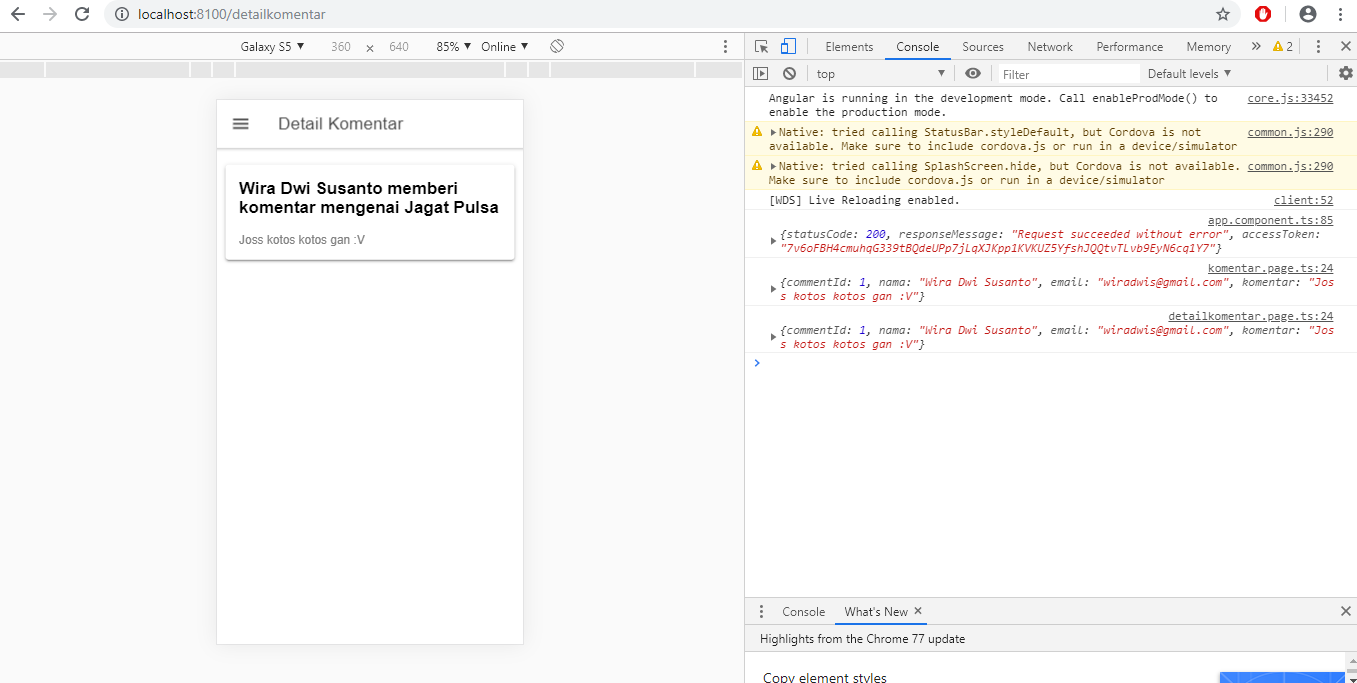 localhost:8100/detailkomentar
Galaxy S5 ▼ 360 × 640 85% ▼ Online ▼
Elements Console Sources Network Performance Memory » 2
top ▼ Filter Default levels ▼
Detail Komentar
Wira Dwi Susanto memberi
komentar mengenai Jagat Pulsa
Joss kotos kotos gan :V
Angular is running in the development mode. Call enableProdMode() to core.js:33452
enable the production mode.
Native: tried calling StatusBar.styleDefault, but Cordova is not common.js:290
available. Make sure to include cordova.js or run in a device/simulator
Native: tried calling SplashScreen.hide, but Cordova is not available. common.js:290
Make sure to include cordova.js or run in a device/simulator
[WDS] Live Reloading enabled. client:52
app.component.ts:85
{statusCode: 200, responseMessage: "Request succeeded without error", accessToken:
"7v6oFBH4cmuhqG339tBQdeUPp7jLqXJKpp1KVKUZ5YfshJQQtvTLvb9EyN6cq1Y7"}
komentar.page.ts:24
{commentId: 1, nama: "Wira Dwi Susanto", email: "wiradwis@gmail.com", komentar: "Jos
s kotos kotos gan :V"}
detailkomentar.page.ts:24
{commentId: 1, nama: "Wira Dwi Susanto", email: "wiradwis@gmail.com", komentar: "Jos
s kotos kotos gan :V"}
Console What's New ×
Highlights from the Chrome 77 update
Copy element styles